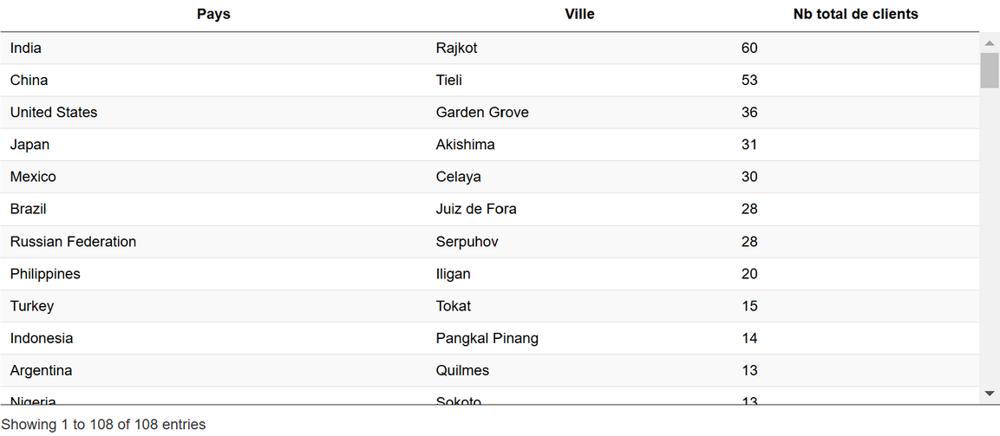 Pays Ville Nb total de clients
India Rajkot 60
China Tieli 53
United States Garden Grove 36
Japan Akishima 31
Mexico Celaya 30
Brazil Juiz de Fora 28
Russian Federation Serpuhov 28
Philippines Iligan 20
Turkey Tokat 15
Indonesia Pangkal Pinang 14
Argentina Quilmes 13
Nigeria Sokoto 13
Showing 1 to 108 of 108 entries